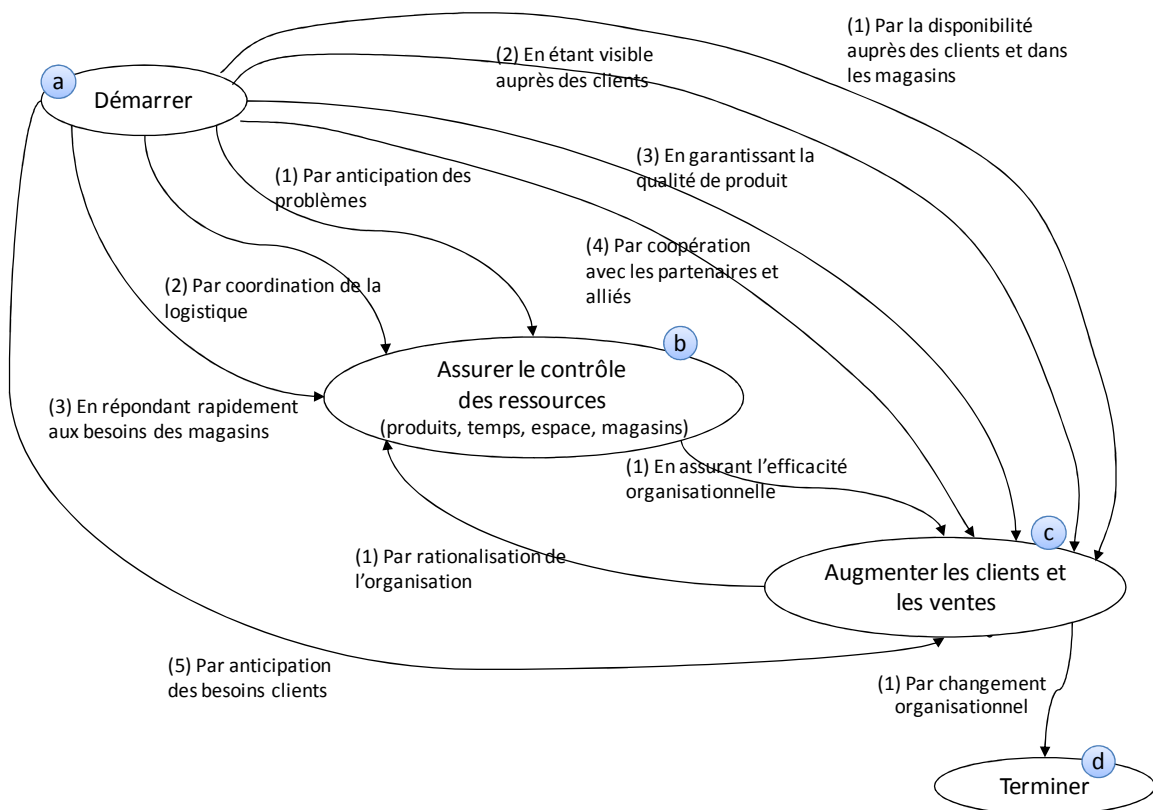 (1) Par la disponibilité
auprès des clients et dans
les magasins
(2) En étant visible
auprès des clients
a
Démarrer
(3) En garantissant la
qualité de produit
(1) Par anticipation des
problèmes
(4) Par coopération
avec les partenaires et
alliés
(2) Par coordination de la
logistique
b
Assurer le contrôle
des ressources
(produits, temps, espace, magasins)
(3) En répondant rapidement
aux besoins des magasins
(1) En assurant l'efficacité
organisationnelle
c
(1) Par rationalisation de
l'organisation
Augmenter les clients et
les ventes
(5) Par anticipation
des besoins clients
(1) Par changement
organisationnel
d
Terminer